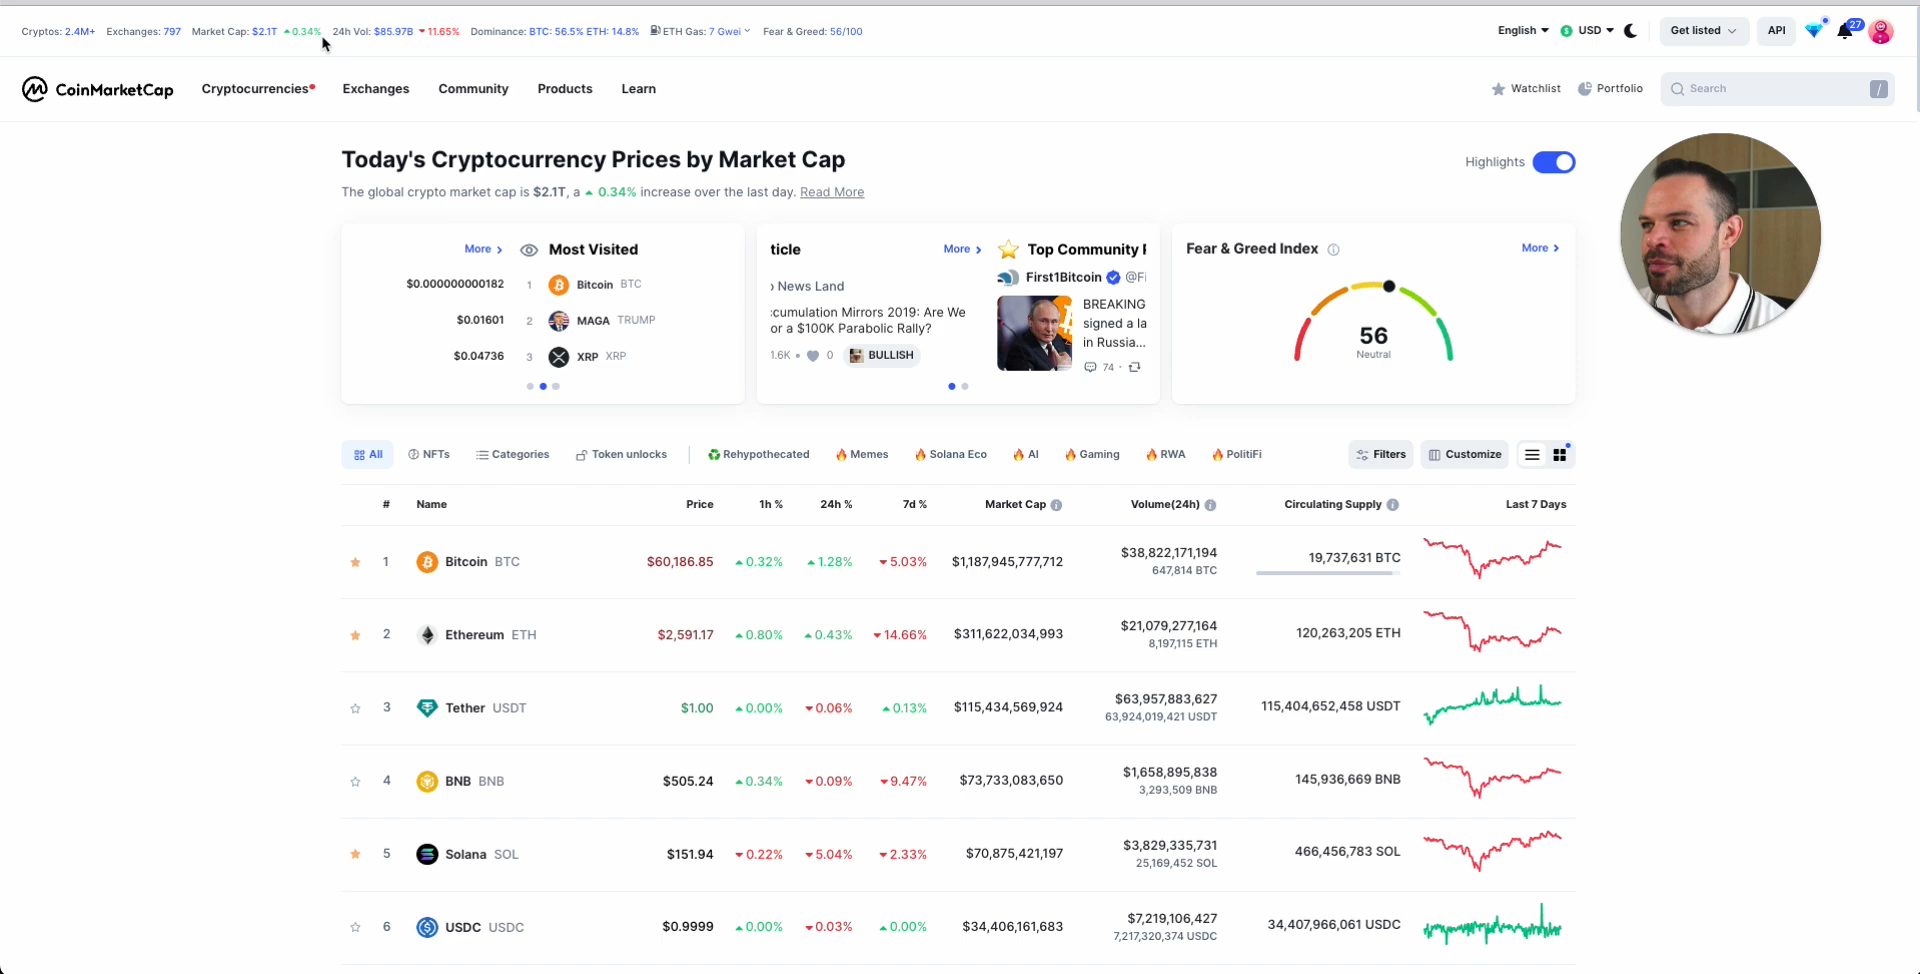 Cryptos: 2.4M+ Exchanges: 797 Market Cap: $2.1T 0.34% 24h Vol: $85.97B 11.65% Dominance: BTC: 56.5% ETH: 14.8% ETH Gas: 7 Gwei Fear & Greed: 56/100
English USD Get listed API 27
CoinMarketCap Cryptocurrencies Exchanges Community Products Learn Watchlist Portfolio Search /
Today's Cryptocurrency Prices by Market Cap
Highlights
The global crypto market cap is $2.1T, a 0.34% increase over the last day. Read More
More Most Visited
$0.000000000182 1 Bitcoin BTC
$0.01601 2 MAGA TRUMP
$0.04736 3 XRP XRP
ticle More Top Community
News Land
cumulation Mirrors 2019: Are We
or a $100K Parabolic Rally?
1.6K • 0 BULLISH
First1Bitcoin @Fi
BREAKING
signed a la
in Russia...
74
Fear & Greed Index More
56
Neutral
All NFTs Categories Token unlocks Rehypothecated Memes Solana Eco AI Gaming RWA PolitiFi Filters Customize
# Name Price 1h % 24h % 7d % Market Cap Volume(24h) Circulating Supply Last 7 Days
1 Bitcoin BTC $60,186.85 0.32% 1.28% 5.03% $1,187,945,777,712 $38,822,171,194 19,737,631 BTC
647,814 BTC
2 Ethereum ETH $2,591.17 0.80% 0.43% 14.66% $311,622,034,993 $21,079,277,164 120,263,205 ETH
8,197,115 ETH
3 Tether USDT $1.00 0.00% 0.06% 0.13% $115,434,569,924 $63,957,883,627 115,404,652,458 USDT
63,924,019,421 USDT
4 BNB BNB $505.24 0.34% 0.09% 9.47% $73,733,083,650 $1,658,895,838 145,936,669 BNB
3,293,509 BNB
5 Solana SOL $151.94 0.22% 5.04% 2.33% $70,875,421,197 $3,829,335,731 466,456,783 SOL
25,169,452 SOL
6 USDC USDC $0.9999 0.00% 0.03% 0.00% $34,406,161,683 $7,219,106,427 34,407,966,061 USDC
7,217,320,374 USDC